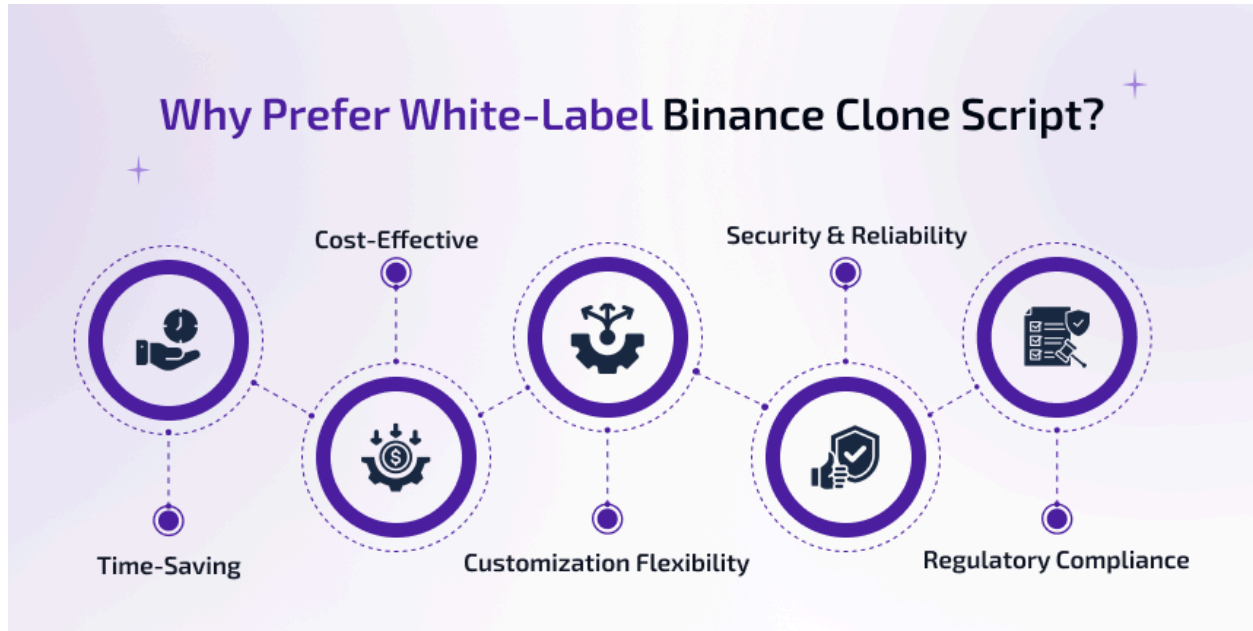 Why Prefer White-Label Binance Clone Script?
Time-Saving
Cost-Effective
Customization Flexibility
Security & Reliability
Regulatory Compliance